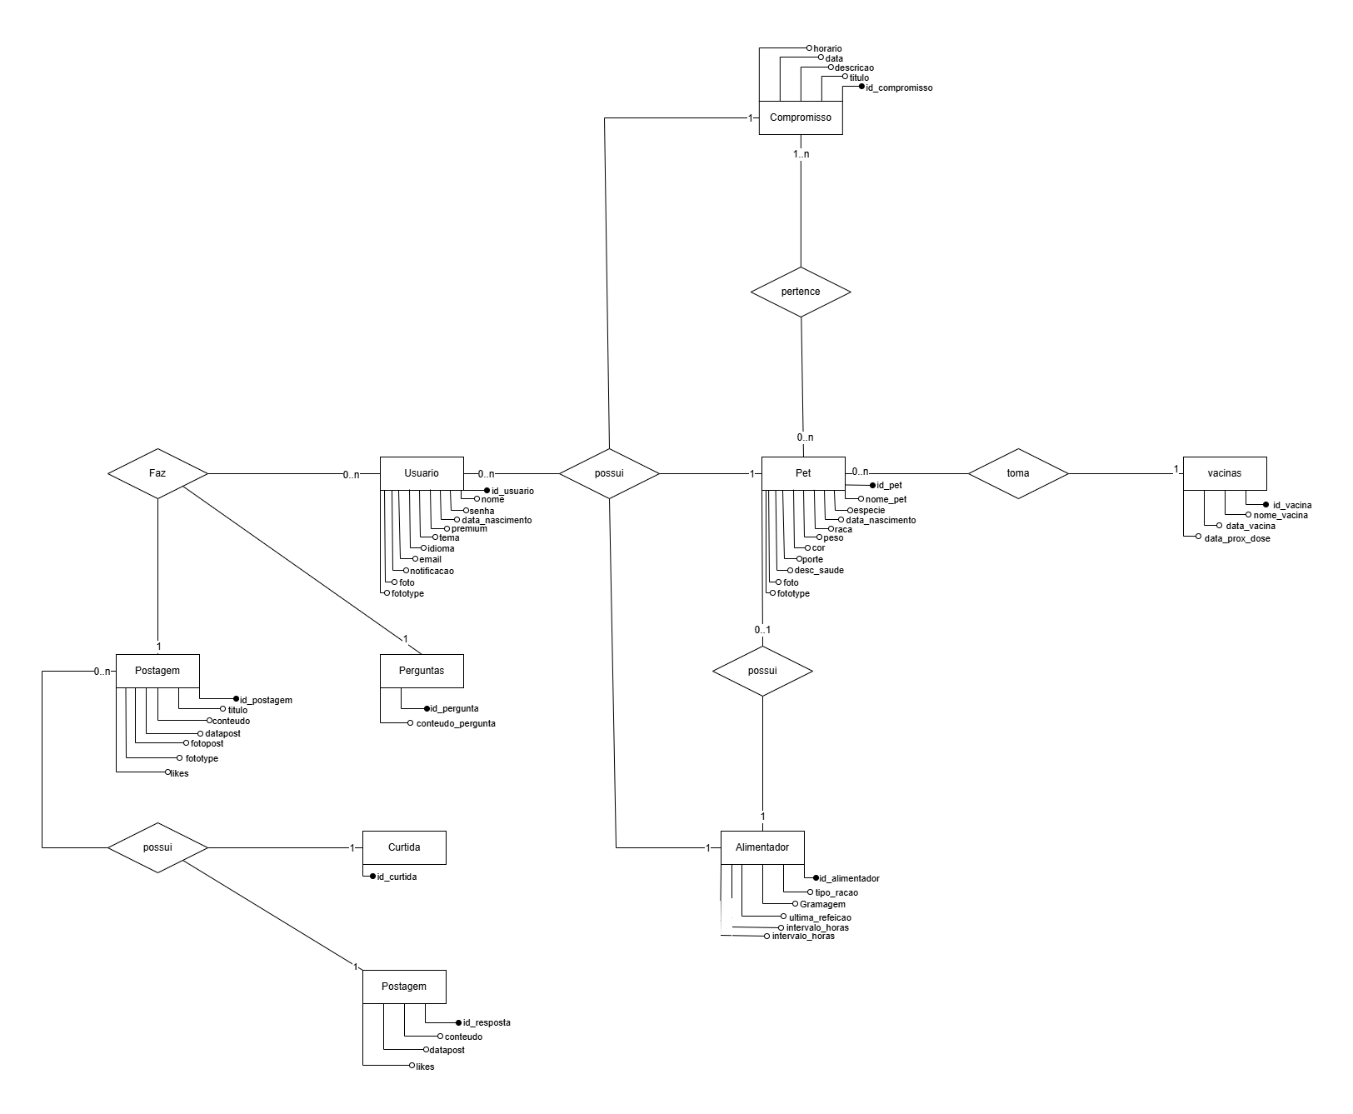 horario
data
descricao
titulo
id_compromisso
Compromisso
1
1..n
pertence
0..n
Faz
0..n
Usuario
0..n
possui
1
Pet
0..n
toma
1
vacinas
id_usuario
nome
senha
data_nascimento
premium
tema
idioma
email
notificacao
foto
fototype
id_pet
nome_pet
especie
data_nascimento
raca
peso
cor
porte
desc_saude
foto
fototype
id_vacina
nome_vacina
data_vacina
data_prox_dose
1
1
0..1
0..n
Postagem
Perguntas
possui
id_postagem
titulo
conteudo
datapost
fotopost
fototype
likes
id_pergunta
conteudo_pergunta
1
possui
1
Curtida
1
Alimentador
id_curtida
id_alimentador
tipo_racao
Gramagem
ultima_refeicao
intervalo_horas
intervalo_horas
1
Postagem
id_resposta
conteudo
datapost
likes